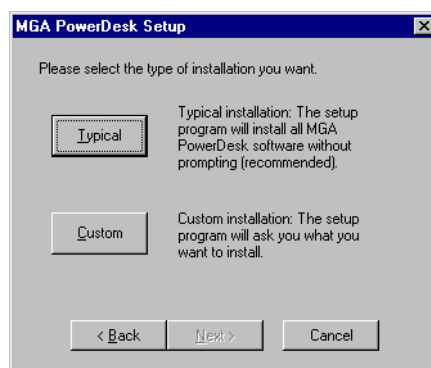 MGA PowerDesk Setup
Please select the type of installation you want.
Typical
Typical installation: The setup
program will install all MGA
PowerDesk software without
prompting (recommended).
Custom
Custom installation: The setup
program will ask you what you
want to install.
< Back
Next >
Cancel